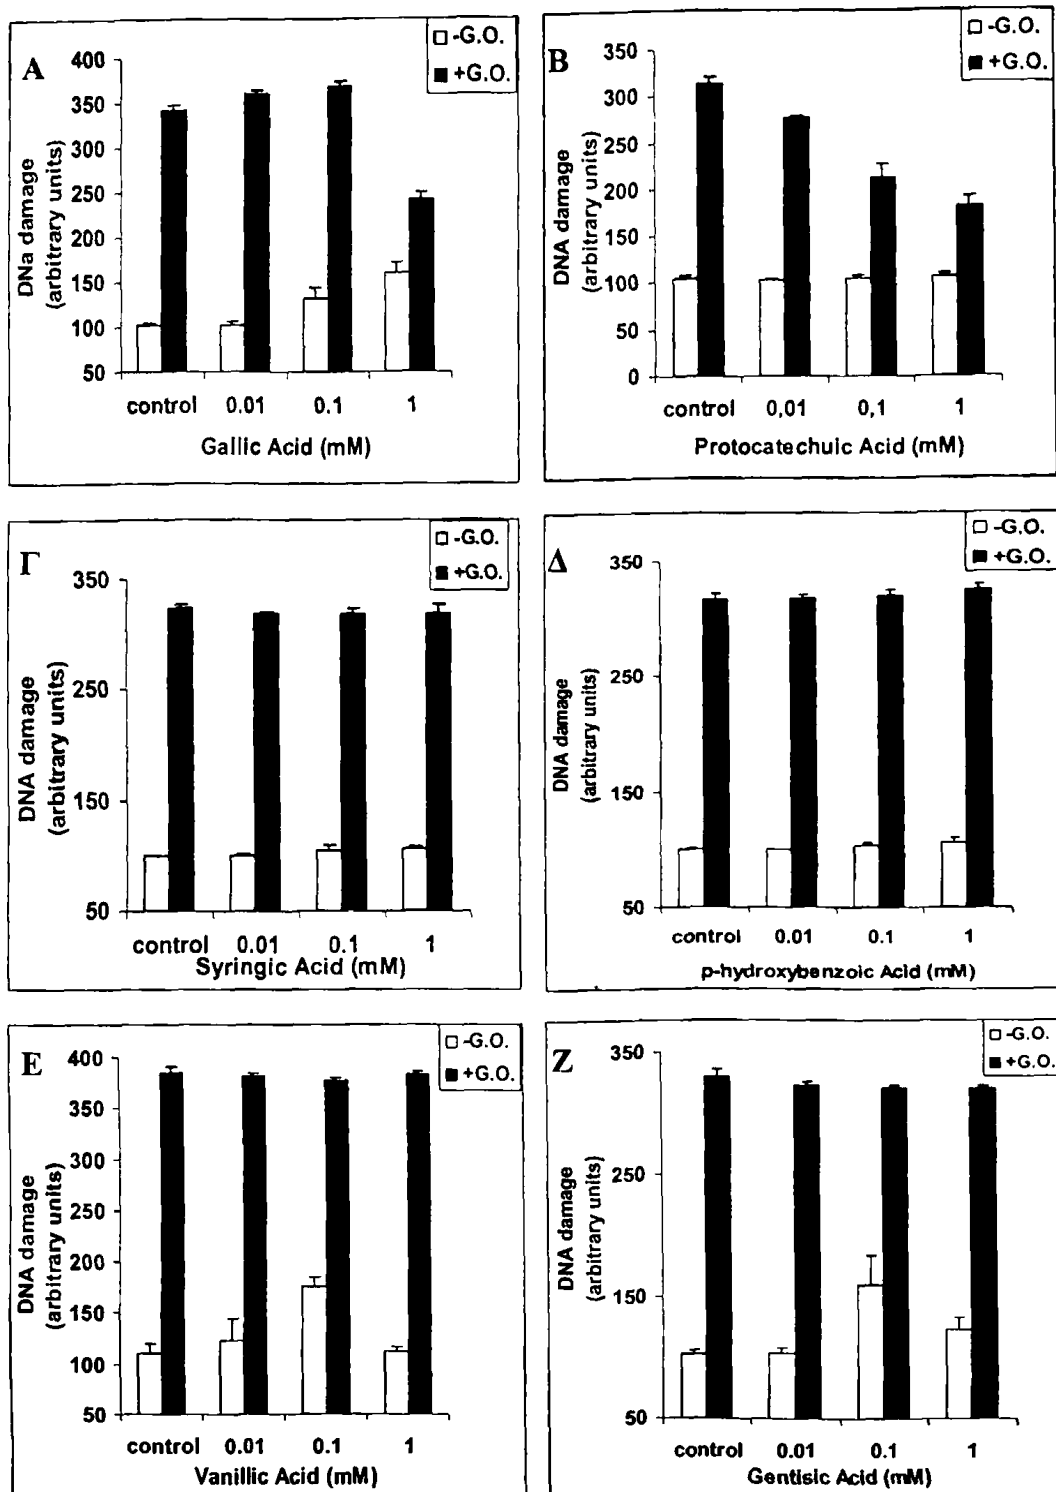 A
-G.O.
+G.O.
DNa damage
(arbitrary units)
400
350
300
250
200
150
100
50
control 0.01 0.1 1
Gallic Acid (mM)
B
-G.O.
+G.O.
DNA damage
(arbitrary units)
350
300
250
200
150
100
50
0
control 0,01 0,1 1
Protocatechuic Acid (mM)
Γ
-G.O.
+G.O.
DNA damage
(arbitrary units)
350
250
150
50
control 0.01 0.1 1
Syringic Acid (mM)
Δ
-G.O.
+G.O.
DNA damage
(arbitrary units)
350
250
150
50
control 0.01 0.1 1
p-hydroxybenzoic Acid (mM)
E
-G.O.
+G.O.
DNA damage
(arbitrary units)
400
350
300
250
200
150
100
50
control 0.01 0.1 1
Vanillic Acid (mM)
Z
-G.O.
+G.O.
DNA damage
(arbitrary units)
350
250
150
50
control 0.01 0.1 1
Gentisic Acid (mM)